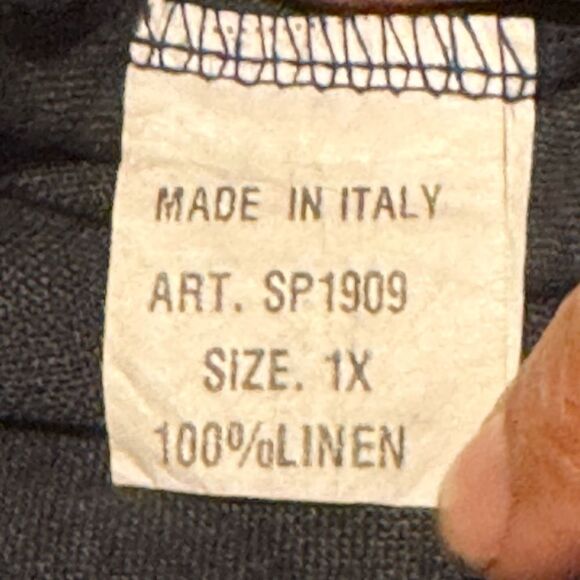 MADE IN ITALY
ART. SP1909
SIZE. 1X
100%LINEN